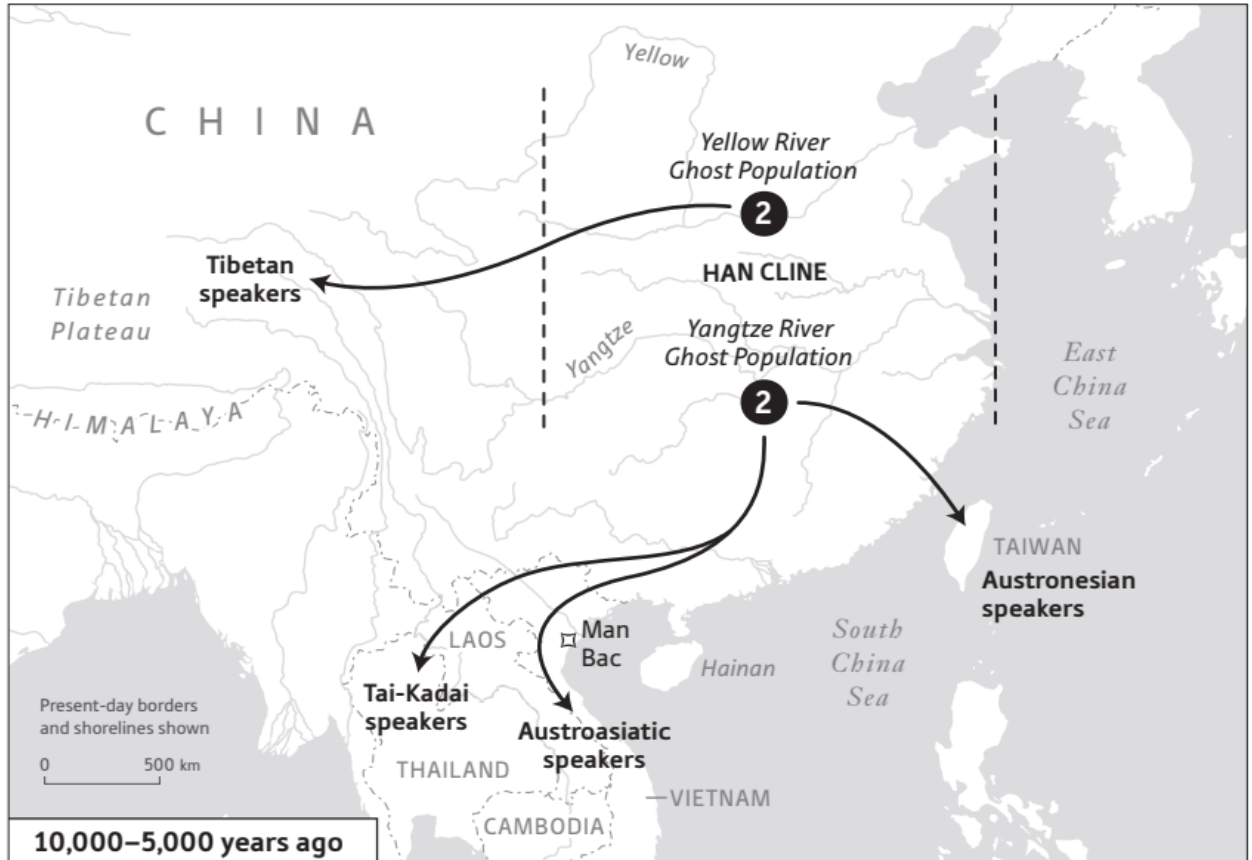 Yellow
CHINA
Yellow River
Ghost Population
2
HAN CLINE
Tibetan
speakers
Tibetan
Plateau
Yangtze
Yangtze River
Ghost Population
2
East
China
Sea
HIMALAYA
TAIWAN
Austronesian
speakers
Man
Bac
LAOS
Hainan
South
China
Sea
Tai-Kadai
speakers
Austroasiatic
speakers
Present-day borders
and shorelines shown
0 500 km
THAILAND
VIETNAM
CAMBODIA
10,000–5,000 years ago